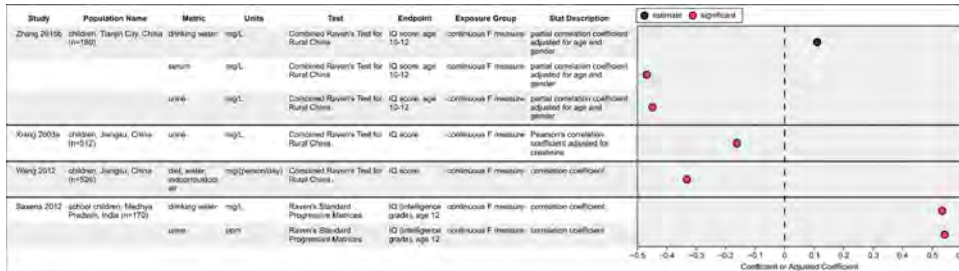 Study Population Name Metric Units Test Endpoint Exposure Group Stat Description
estimate significant
Zhang 2015b children, Tianjin City, China drinking water mg/L Combined Raven's Test for IQ score, age continuous F measure partial correlation coefficient
(n=180) Rural China 10-12 adjusted for age and
gender
serum mg/L Combined Raven's Test for IQ score, age continuous F measure partial correlation coefficient
Rural China 10-12 adjusted for age and
gender
urine mg/L Combined Raven's Test for IQ score, age continuous F measure partial correlation coefficient
Rural China 10-12 adjusted for age and
gender
Xiang 2003a children, Jiangsu, China urine mg/L Combined Raven's Test for IQ score continuous F measure Pearson's correlation
(n=512) Rural China coefficient adjusted for
creatinine
Wang 2012 children, Jiangsu, China diet, water, mg/(person/day) Combined Raven's Test for IQ score continuous F measure correlation coefficient
(n=526) Rural China
air
Saxena 2012 school children, Madhya drinking water mg/L Raven's Standard IQ (intelligence continuous F measure correlation coefficient
Pradesh, India (n=170) Progressive Matrices grade), age 12
urine ppm Raven's Standard IQ (intelligence continuous F measure correlation coefficient
Progressive Matrices grade), age 12
-0.5 -0.4 -0.3 -0.2 -0.1 0 0.1 0.2 0.3 0.4 0.5 0.6
Coefficient or Adjusted Coefficient